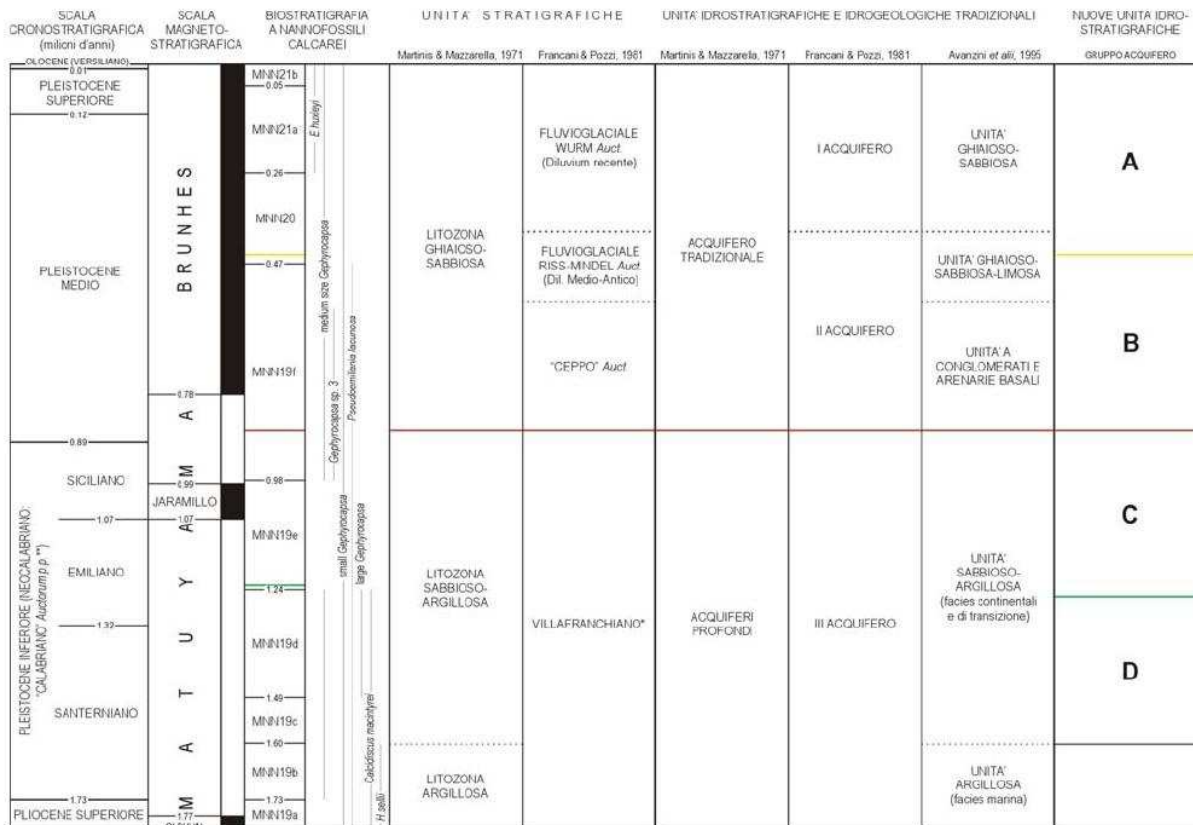 SCALA
CRONOSTRATIGRAFICA
(milioni d'anni)
SCALA
MAGNETO-
STRATIGRAFICA
BIOSTRATIGRAFIA
A NANNOFOSSILI
CALCAREI
UNITA' STRATIGRAFICHE
Martinis & Mazzarella, 1971
Francani & Pozzi, 1981
UNITA' IDROSTRATIGRAFICHE E IDROGEOLOGICHE TRADIZIONALI
Martinis & Mazzarella, 1971
Francani & Pozzi, 1981
Avanzini et alii, 1995
NUOVE UNITA' IDRO-
STRATIGRAFICHE
GRUPPO ACQUIFERO
OLOCENE (VERSILIANO)
0.01
PLEISTOCENE
SUPERIORE
0.12
PLEISTOCENE
MEDIO
0.89
SICILIANO
1.07
EMILIANO
1.32
SANTERNIANO
1.73
PLIOCENE SUPERIORE
PLEISTOCENE INFERIORE (NEOCALABRIANO:
"CALABRIANO" Auctorum p.p.**)
BRUNHES
0.78
MATUYAMA
0.99
JARAMILLO
1.07
1.77
MNN21b
0.05
MNN21a
0.26
MNN20
0.47
MNN19f
0.98
MNN19e
1.24
MNN19d
1.49
MNN19c
1.60
MNN19b
1.73
MNN19a
E huxleyi
medium size Gephyrocapsa
Gephyrocapsa sp. 3
small Gephyrocapsa
Pseudoemiliania lacunosa
large Gephyrocapsa
Calcidiscus macintyrei
H sellii
LITOZONA
GHIAIOSO-
SABBIOSA
LITOZONA
SABBIOSO-
ARGILLOSA
LITOZONA
ARGILLOSA
FLUVIOGLACIALE
WURM Auct.
(Diluvium recente)
FLUVIOGLACIALE
RISS-MINDEL Auct.
(Dil. Medio-Antico)
"CEPPO" Auct.
VILLAFRANCHIANO*
ACQUIFERO
TRADIZIONALE
ACQUIFERI
PROFONDI
I ACQUIFERO
II ACQUIFERO
III ACQUIFERO
UNITA'
GHIAIOSO-
SABBIOSA
UNITA' GHIAIOSO-
SABBIOSA-LIMOSA
UNITA' A
CONGLOMERATI E
ARENARIE BASALI
UNITA'
SABBIOSO-
ARGILLOSA
(facies continentali
e di transizione)
UNITA'
ARGILLOSA
(facies marina)
A
B
C
D